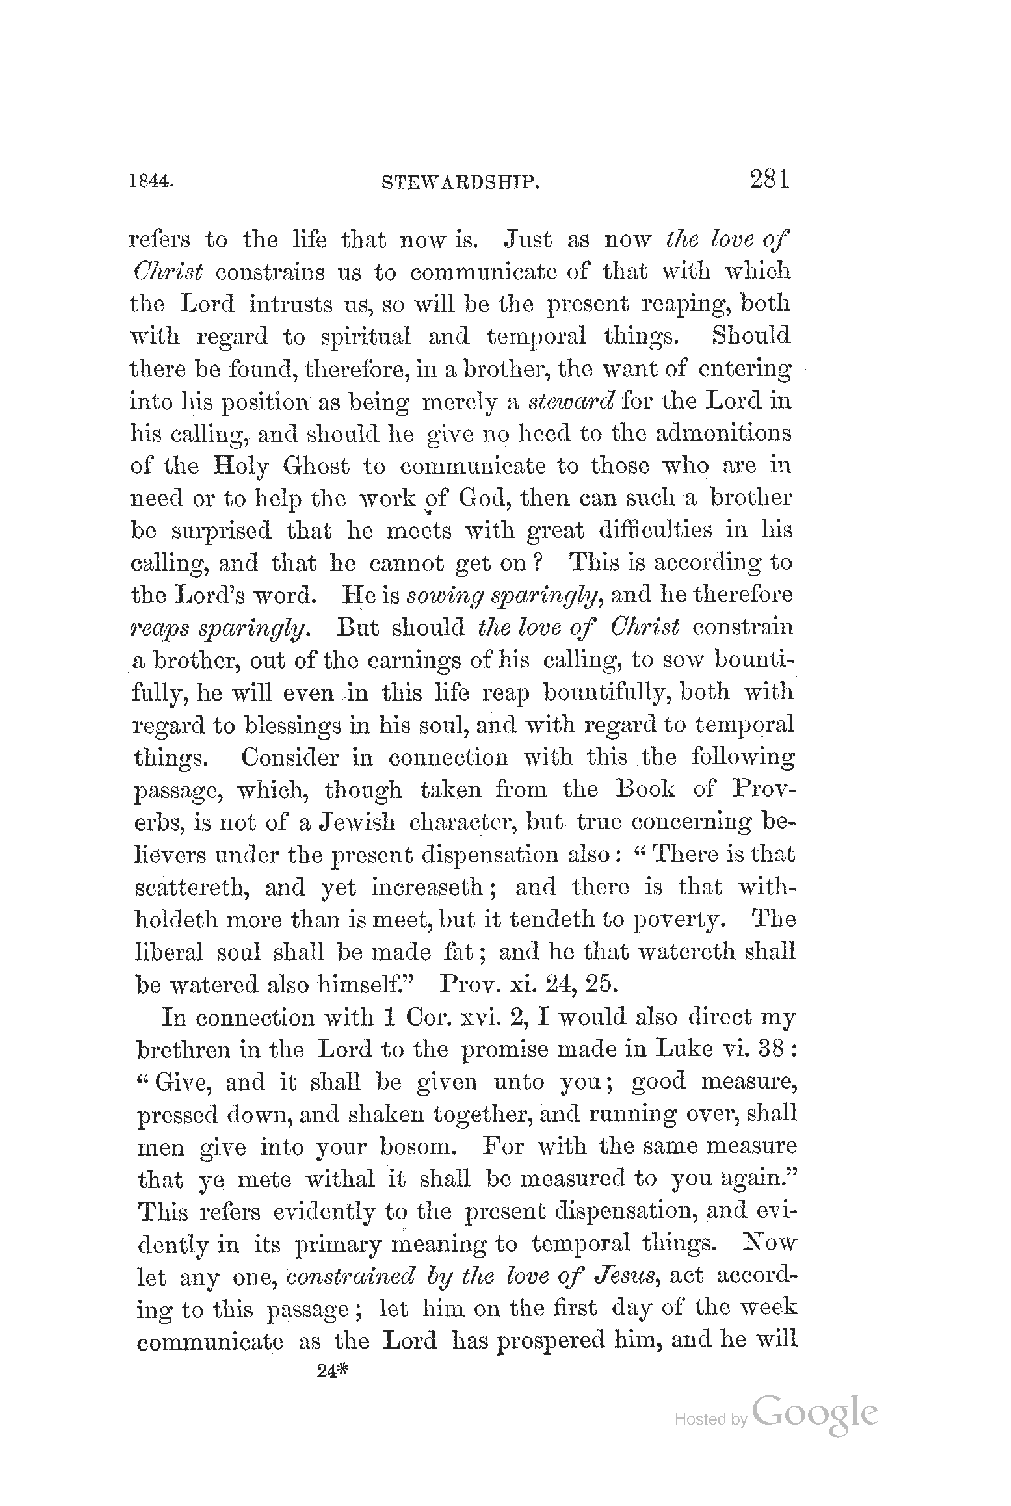 1844. STEWARDSHIP. 281
refers to the life that now is. Just as now the love of
Christ constrains us to communicate of that with which
the Lord intrusts us, so will be the present reaping, both
with regard to spiritual and temporal things. Should
there be found, therefore, in a brother, the want of entering
into his position as being merely a steward for the Lord in
his calling, and should he give no heed to the admonitions
of the Holy Ghost to communicate to those who are in
need or to help the work of God, then can such a brother
be surprised that he meets with great difficulties in his
calling, and that he cannot get on? This is according to
the Lord's word. He is sowing sparingly, and he therefore
reaps sparingly. But should the love of Christ constrain
a brother, out of the earnings of his calling, to sow bounti-
fully, he will even in this life reap bountifully, both with
regard to blessings in his soul, and with regard to temporal
things. Consider in connection with this the following
passage, which, though taken from the Book of Prov-
erbs, is not of a Jewish character, but true concerning be-
lievers under the present dispensation also: "There is that
scattereth, and yet increaseth; and there is that with-
holdeth more than is meet, but it tendeth to poverty. The
liberal soul shall be made fat; and he that watereth shall
be watered also himself." Prov. xi. 24, 25.
In connection with 1 Cor. xvi. 2, I would also direct my
brethren in the Lord to the promise made in Luke vi. 38:
"Give, and it shall be given unto you; good measure,
pressed down, and shaken together, and running over, shall
men give into your bosom. For with the same measure
that ye mete withal it shall be measured to you again."
This refers evidently to the present dispensation, and evi-
dently in its primary meaning to temporal things. Now
let any one, constrained by the love of Jesus, act accord-
ing to this passage; let him on the first day of the week
communicate as the Lord has prospered him, and he will
24*
Hosted by Google